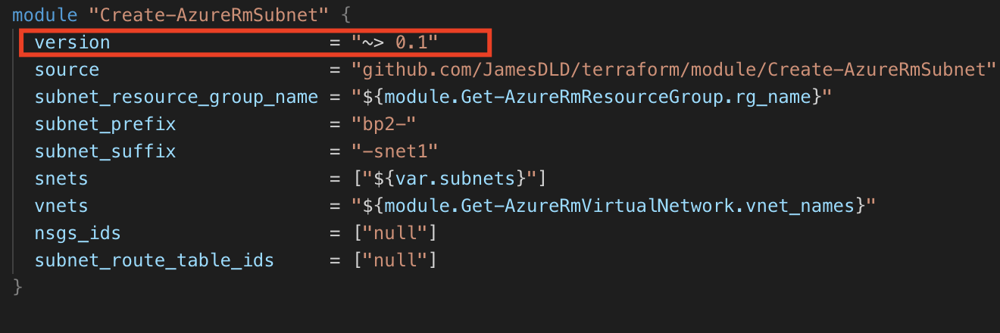 module "Create-AzureRmSubnet" {
version = "~> 0.1"
source = "github.com/JamesDLD/terraform/module/Create-AzureRmSubnet"
subnet_resource_group_name = "${module.Get-AzureRmResourceGroup.rg_name}"
subnet_prefix = "bp2-"
subnet_suffix = "-snet1"
snets = ["${var.subnets}"]
vnets = "${module.Get-AzureRmVirtualNetwork.vnet_names}"
nsgs_ids = ["null"]
subnet_route_table_ids = ["null"]
}